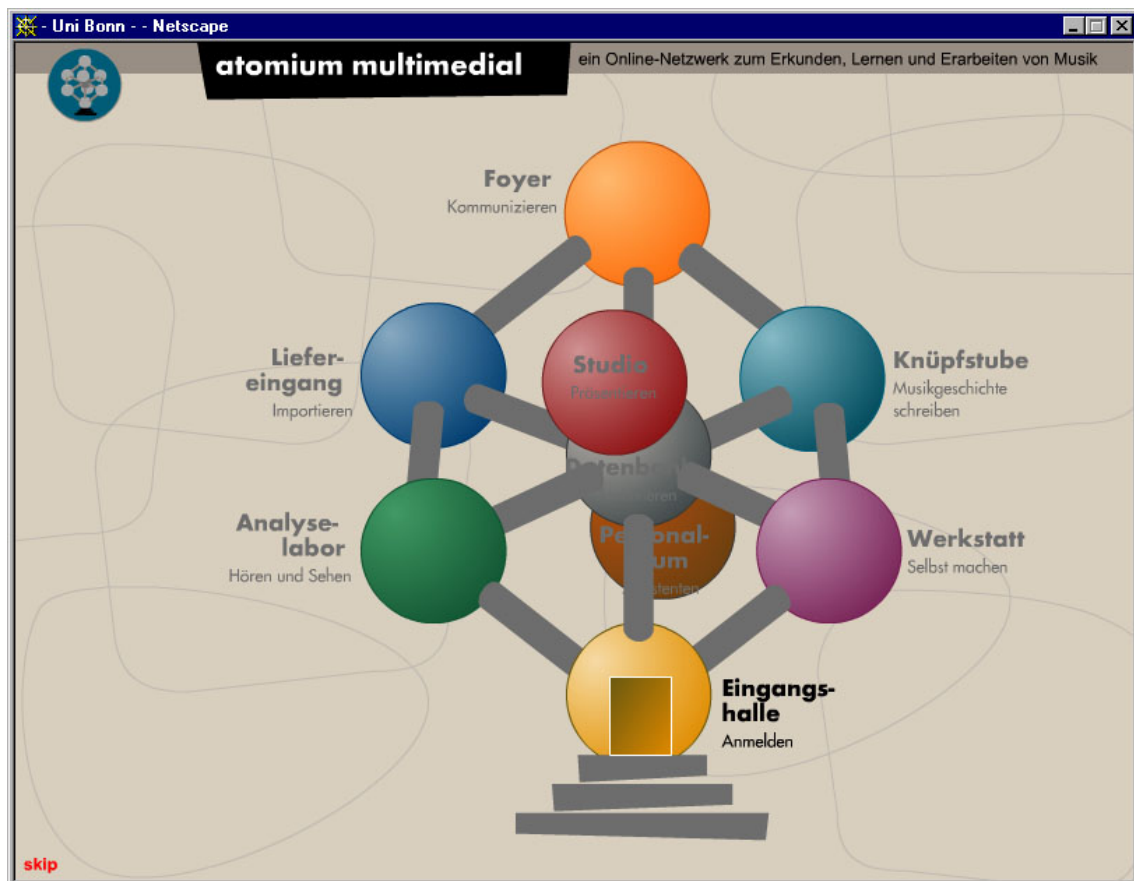 - Uni Bonn - - Netscape
atomium multimedial
ein Online-Netzwerk zum Erkunden, Lernen und Erarbeiten von Musik
Foyer
Kommunizieren
Liefer-
eingang
Importieren
Studio
Präsentieren
Knüpfstube
Musikgeschichte
schreiben
Analyse-
labor
Hören und Sehen
Werkstatt
Selbst machen
Eingangs-
halle
Anmelden
skip